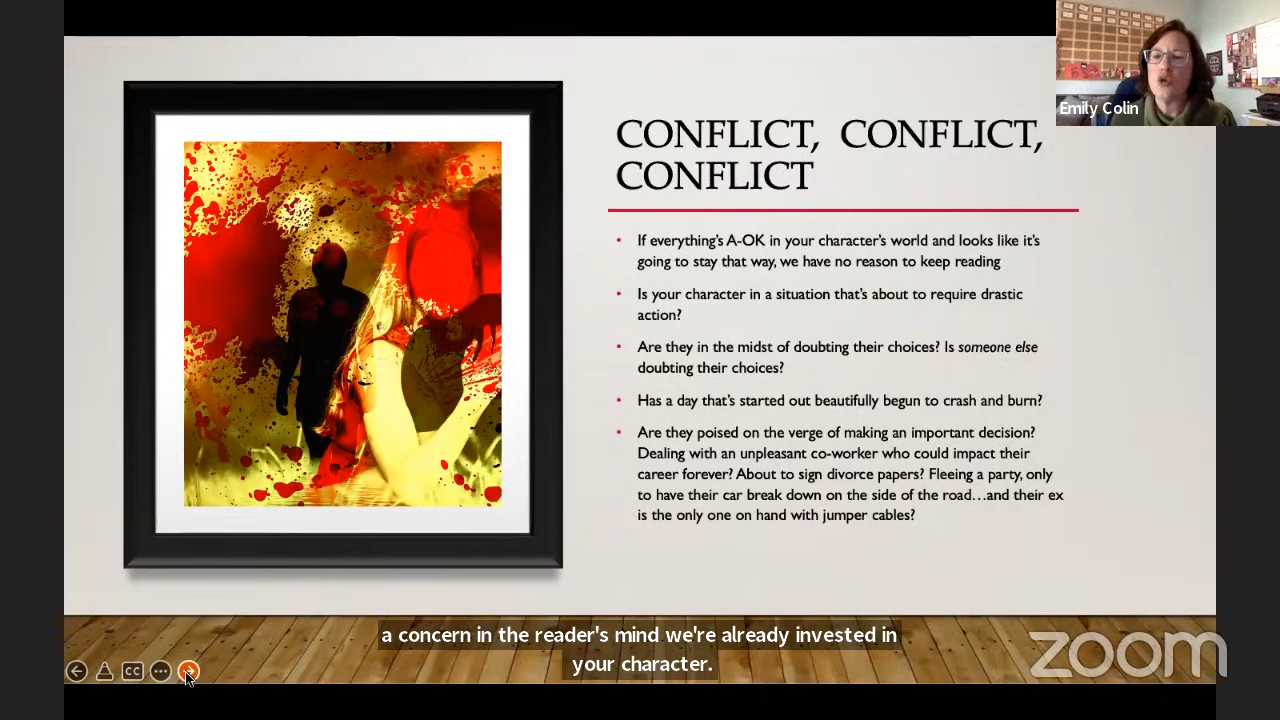 Emily Colin
CONFLICT, CONFLICT,
CONFLICT
• If everything's A-OK in your character's world and looks like it's
going to stay that way, we have no reason to keep reading
• Is your character in a situation that's about to require drastic
action?
• Are they in the midst of doubting their choices? Is someone else
doubting their choices?
• Has a day that's started out beautifully begun to crash and burn?
• Are they poised on the verge of making an important decision?
Dealing with an unpleasant co-worker who could impact their
career forever? About to sign divorce papers? Fleeing a party, only
to have their car break down on the side of the road…and their ex
is the only one on hand with jumper cables?
a concern in the reader's mind we're already invested in
your character.
CC
zoom